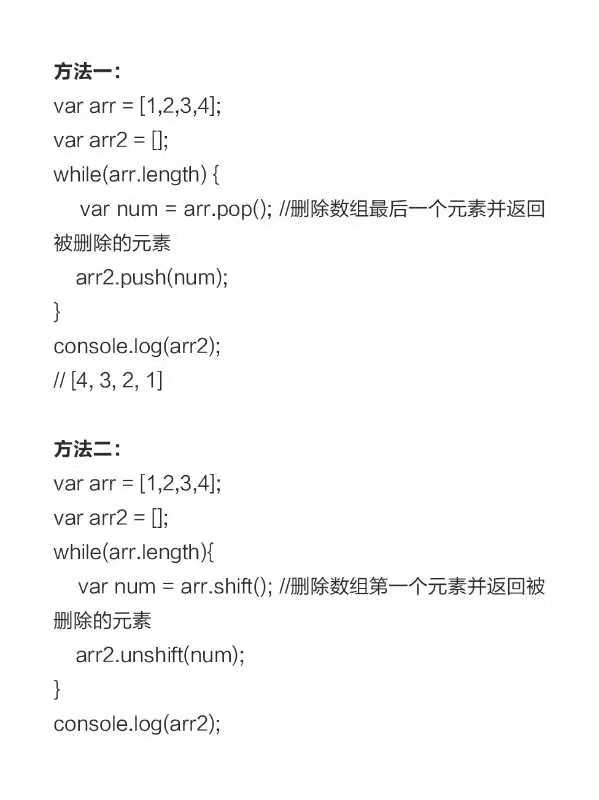 方法一：
var arr = [1,2,3,4];
var arr2 = [];
while(arr.length) {
    var num = arr.pop(); //删除数组最后一个元素并返回
被删除的元素
    arr2.push(num);
}
console.log(arr2);
// [4, 3, 2, 1]

方法二：
var arr = [1,2,3,4];
var arr2 = [];
while(arr.length){
    var num = arr.shift(); //删除数组第一个元素并返回被
删除的元素
    arr2.unshift(num);
}
console.log(arr2);